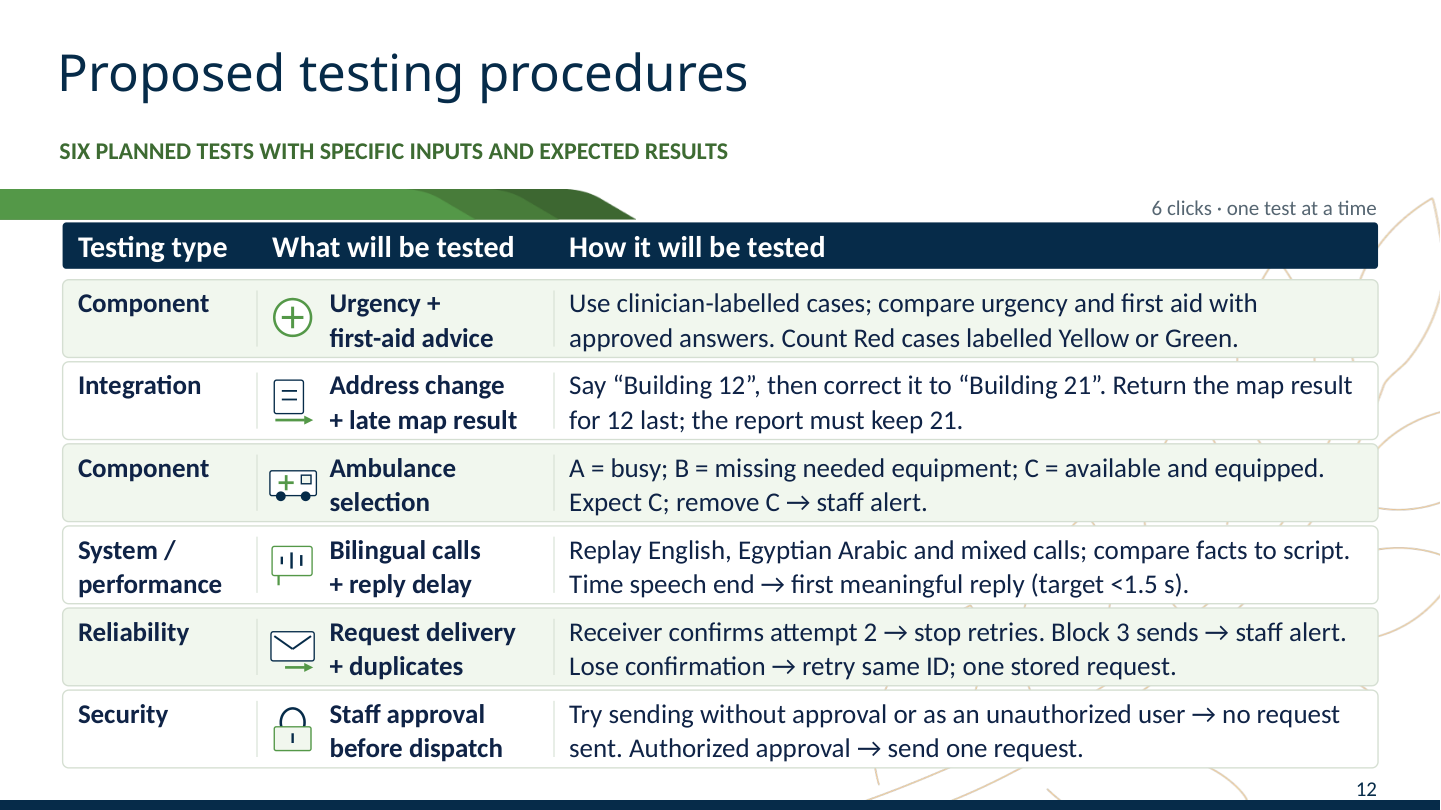 Proposed testing procedures
SIX PLANNED TESTS WITH SPECIFIC INPUTS AND EXPECTED RESULTS
6 clicks · one test at a time
Testing type What will be tested How it will be tested
Component
Urgency +
first-aid advice
Use clinician-labelled cases; compare urgency and first aid with
approved answers. Count Red cases labelled Yellow or Green.
Integration
Address change
+ late map result
Say “Building 12”, then correct it to “Building 21”. Return the map result
for 12 last; the report must keep 21.
Component
Ambulance
selection
A = busy; B = missing needed equipment; C = available and equipped.
Expect C; remove C → staff alert.
System /
performance
Bilingual calls
+ reply delay
Replay English, Egyptian Arabic and mixed calls; compare facts to script.
Time speech end → first meaningful reply (target <1.5 s).
Reliability
Request delivery
+ duplicates
Receiver confirms attempt 2 → stop retries. Block 3 sends → staff alert.
Lose confirmation → retry same ID; one stored request.
Security
Staff approval
before dispatch
Try sending without approval or as an unauthorized user → no request
sent. Authorized approval → send one request.
12